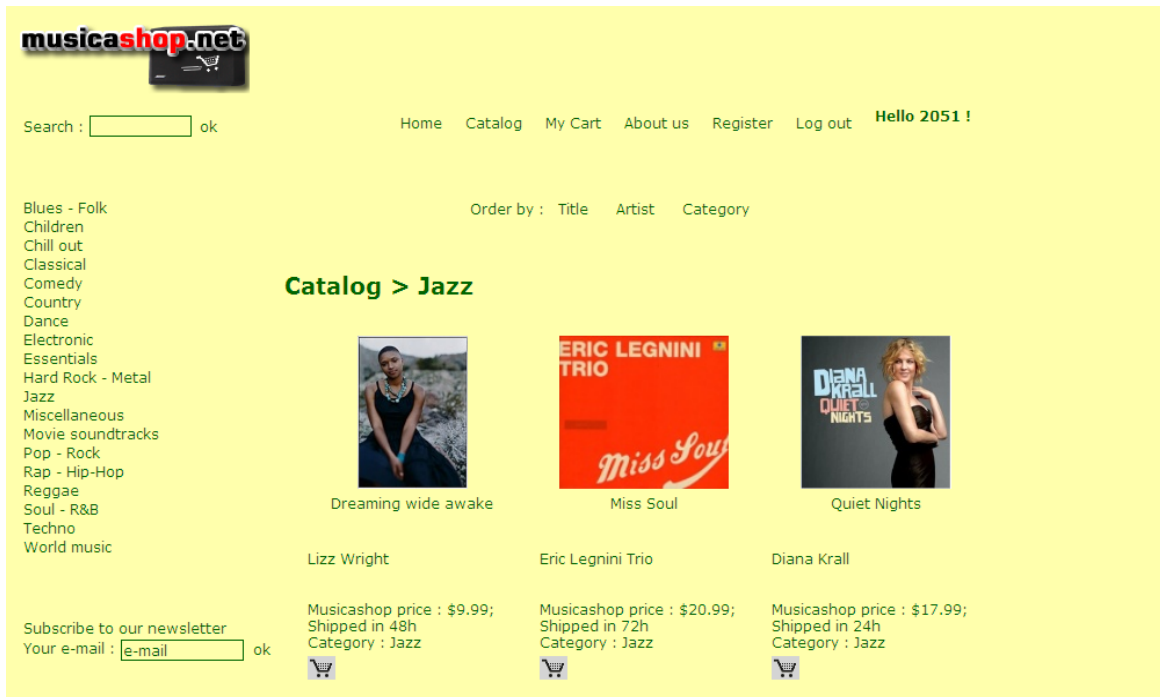 musicashop.net
Search : ok
Home Catalog My Cart About us Register Log out Hello 2051 !
Blues - Folk
Children
Chill out
Classical
Comedy
Country
Dance
Electronic
Essentials
Hard Rock - Metal
Jazz
Miscellaneous
Movie soundtracks
Pop - Rock
Rap - Hip-Hop
Reggae
Soul - R&B
Techno
World music
Subscribe to our newsletter
Your e-mail : e-mail ok
Order by : Title Artist Category
Catalog > Jazz
ERIC LEGNINI
TRIO
Miss Soul
DIANA
KRALL
QUIET
NIGHTS
Dreaming wide awake Miss Soul Quiet Nights
Lizz Wright Eric Legnini Trio Diana Krall
Musicashop price : $9.99; Musicashop price : $20.99; Musicashop price : $17.99;
Shipped in 48h Shipped in 72h Shipped in 24h
Category : Jazz Category : Jazz Category : Jazz